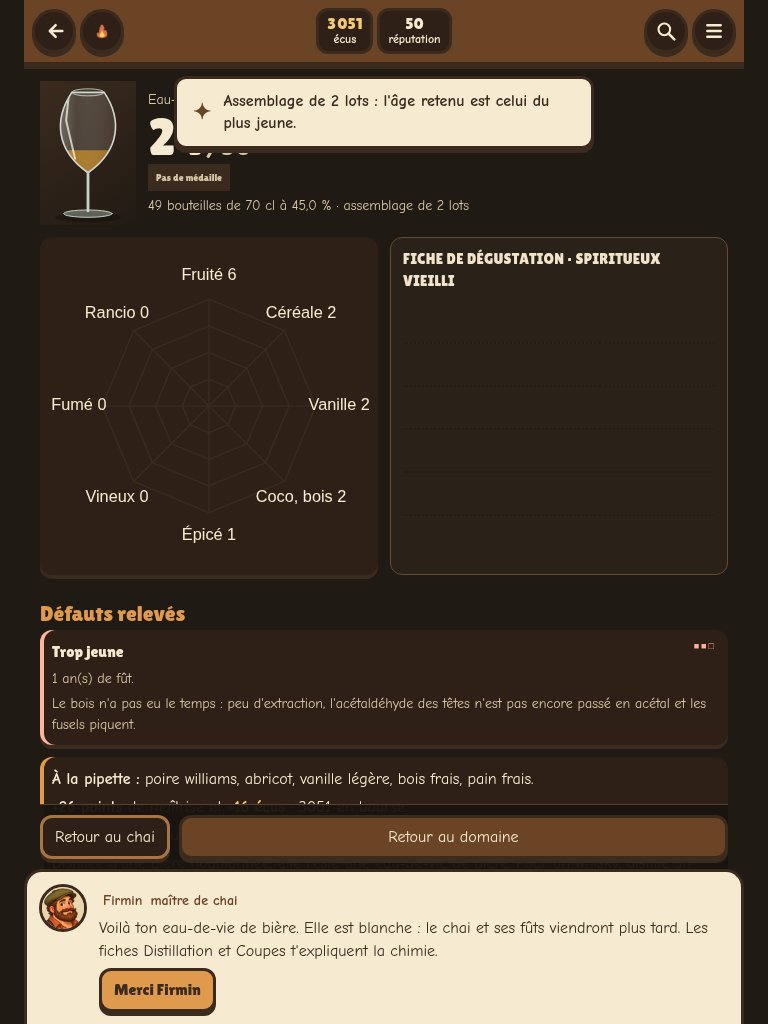 3 051
écus
50
réputation
Assemblage de 2 lots : l'âge retenu est celui du
plus jeune.
Pas de médaille
49 bouteilles de 70 cl à 45,0 % · assemblage de 2 lots
Fruité 6
Rancio 0
Céréale 2
Fumé 0
Vanille 2
Vineux 0
Coco, bois 2
Épicé 1
FICHE DE DÉGUSTATION · SPIRITUEUX
VIEILLI
Défauts relevés
Trop jeune
1 an(s) de fût.
Le bois n'a pas eu le temps : peu d'extraction, l'acétaldéhyde des têtes n'est pas encore passé en acétal et les
fusels piquent.
À la pipette : poire williams, abricot, vanille légère, bois frais, pain frais.
Retour au chai
Retour au domaine
Firmin maître de chai
Voilà ton eau-de-vie de bière. Elle est blanche : le chai et ses fûts viendront plus tard. Les
fiches Distillation et Coupes t'expliquent la chimie.
Merci Firmin